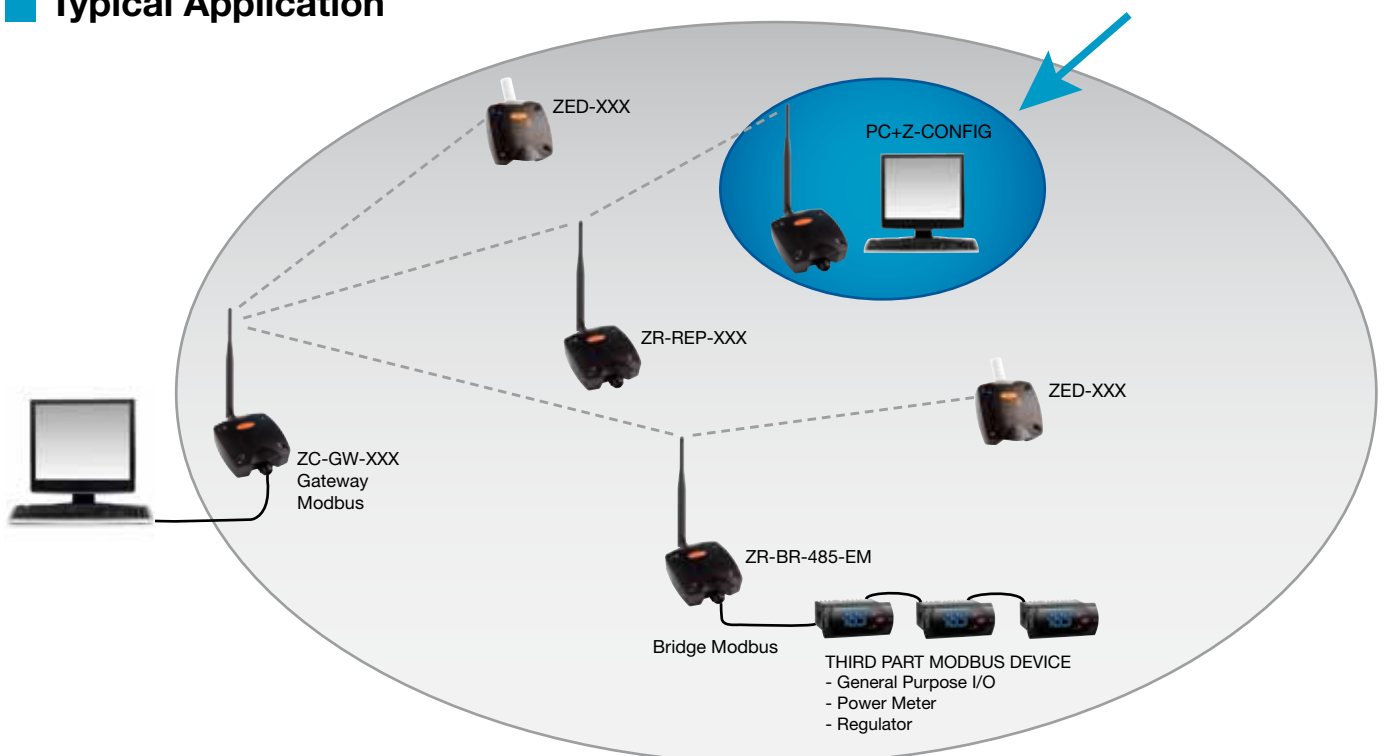 Typical Application
ZED-XXX
PC+Z-CONFIG
ZR-REP-XXX
ZED-XXX
ZC-GW-XXX
Gateway
Modbus
ZR-BR-485-EM
Bridge Modbus
THIRD PART MODBUS DEVICE
- General Purpose I/O
- Power Meter
- Regulator